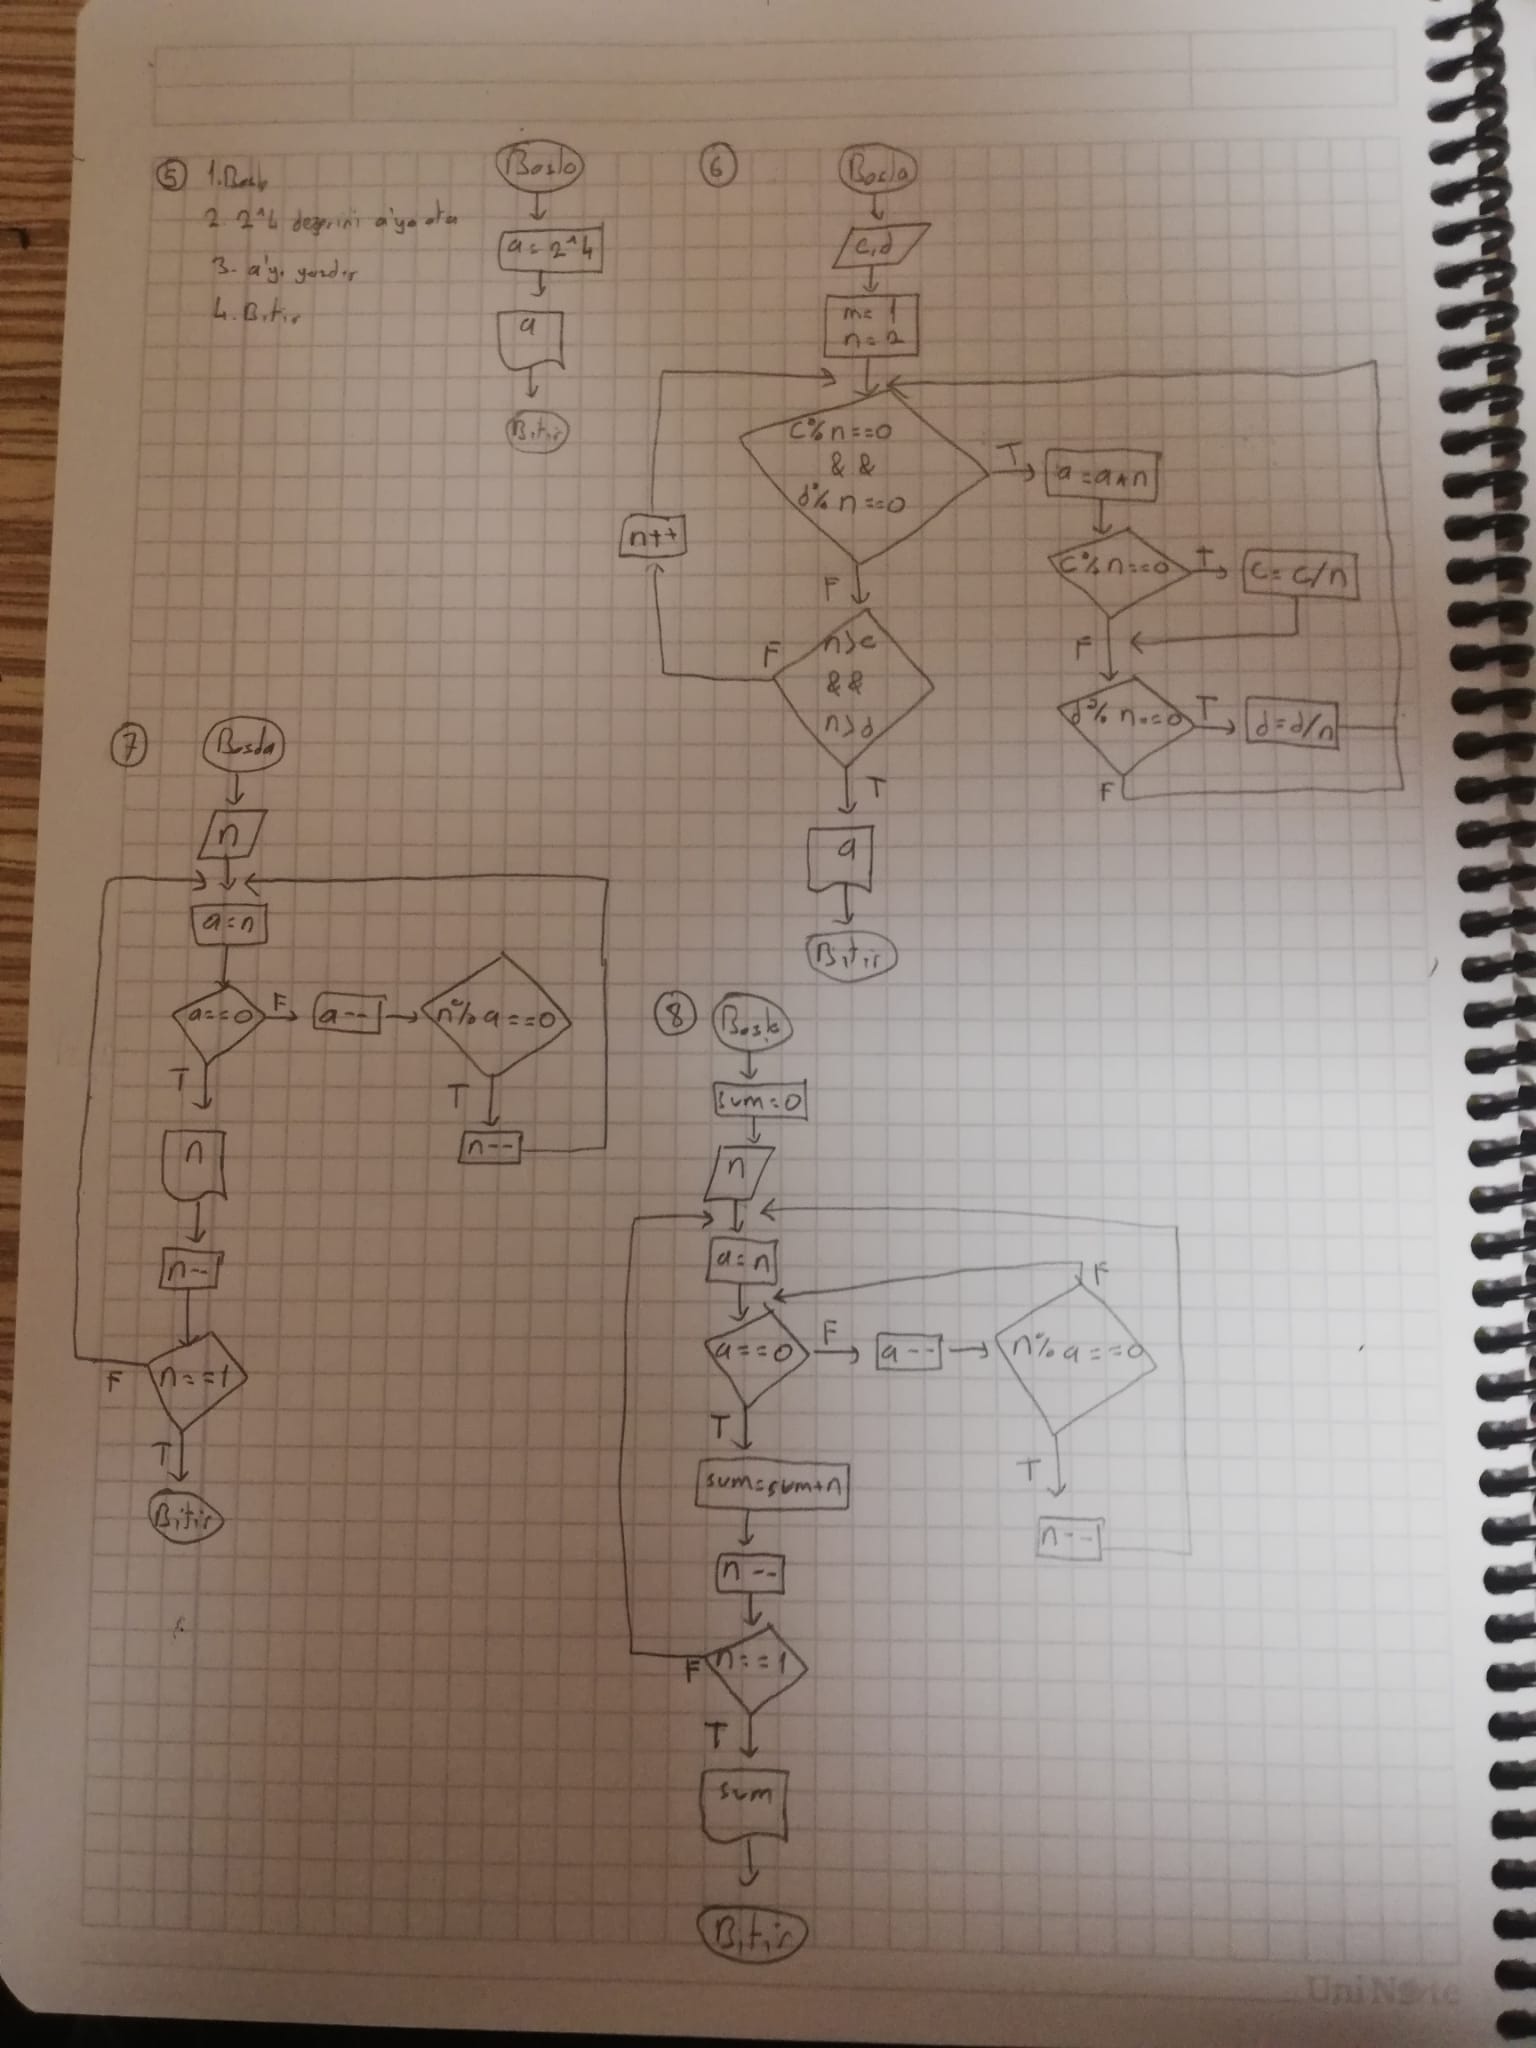 5
1. Başla
2. 2^4 değerini a'ya ata
3. a'yı yazdır
4. Bitir
Başla
a = 2^4
a
Bitir
6
Başla
c,d
m= 1
n= 2
c%n==0
&&
d%n==0
T
a=a*n
c%n==0
T
c= c/n
F
d%n==0
T
d=d/n
F
F
n>c
&&
n>d
F
n++
T
a
Bitir
7
Başla
n
a=n
a==0
F
a--
n%a==0
T
n--
T
n
n--
n==1
F
T
Bitir
8
Başla
sum=0
n
a=n
a==0
F
a--
n%a==0
F
T
n--
T
sum=sum+n
n--
n==1
F
T
sum
Bitir
UniNote